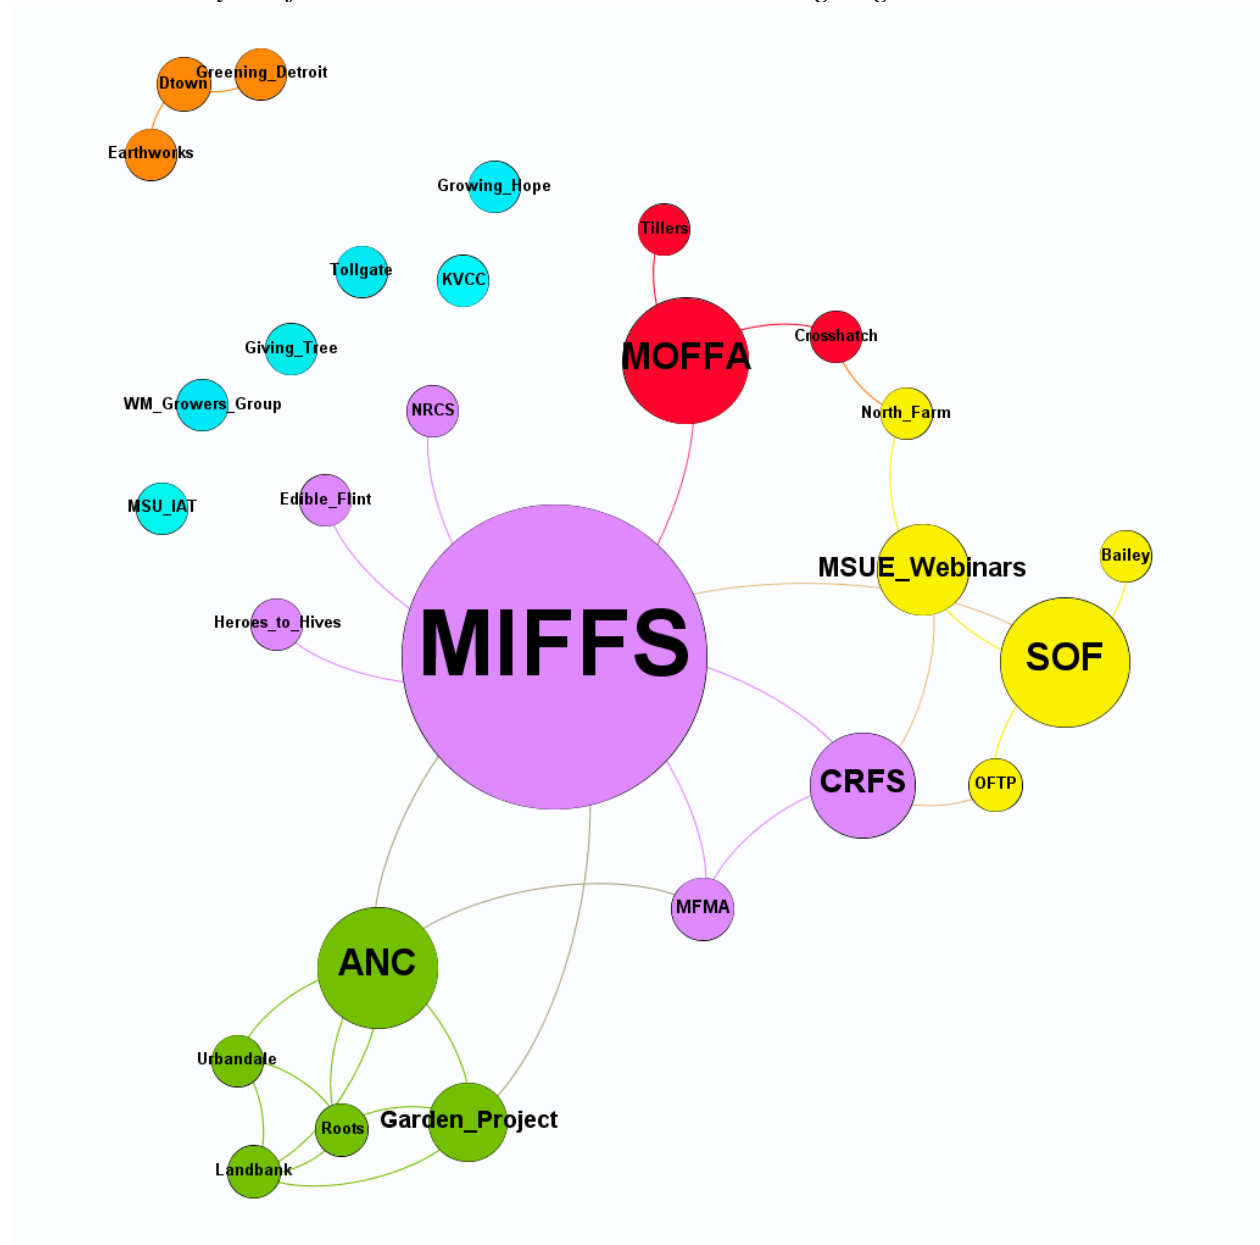 Greening_Detroit
Dtown
Earthworks
Growing_Hope
Tillers
Tollgate
KVCC
Crosshatch
Giving_Tree
MOFFA
WM_Growers_Group
NRCS
North_Farm
Edible_Flint
MSU_IAT
Bailey
MSUE_Webinars
Heroes_to_Hives
MIFFS
SOF
CRFS
OFTP
MFMA
ANC
Urbandale
Garden_Project
Roots
Landbank